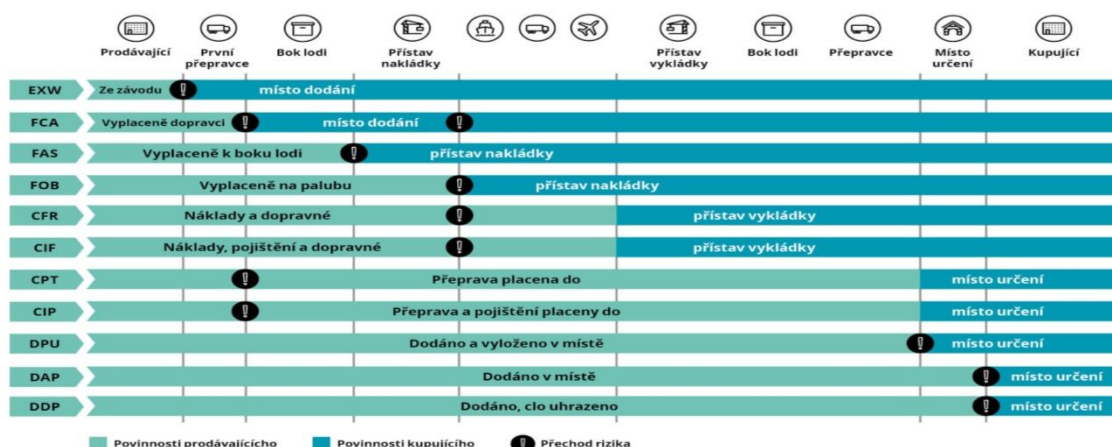 Prodávající
První
přepravce
Bok lodi
Přístav
nakládky
Přístav
vykládky
Bok lodi
Přepravce
Místo
určení
Kupující
EXW Ze závodu místo dodání
FCA Vyplaceně dopravci místo dodání
FAS Vyplaceně k boku lodi přístav nakládky
FOB Vyplaceně na palubu přístav nakládky
CFR Náklady a dopravné přístav vykládky
CIF Náklady, pojištění a dopravné přístav vykládky
CPT Přeprava placena do místo určení
CIP Přeprava a pojištění placeny do místo určení
DPU Dodáno a vyloženo v místě místo určení
DAP Dodáno v místě místo určení
DDP Dodáno, clo uhrazeno místo určení
Povinnosti prodávajícícho Povinnosti kupujícího Přechod rizika